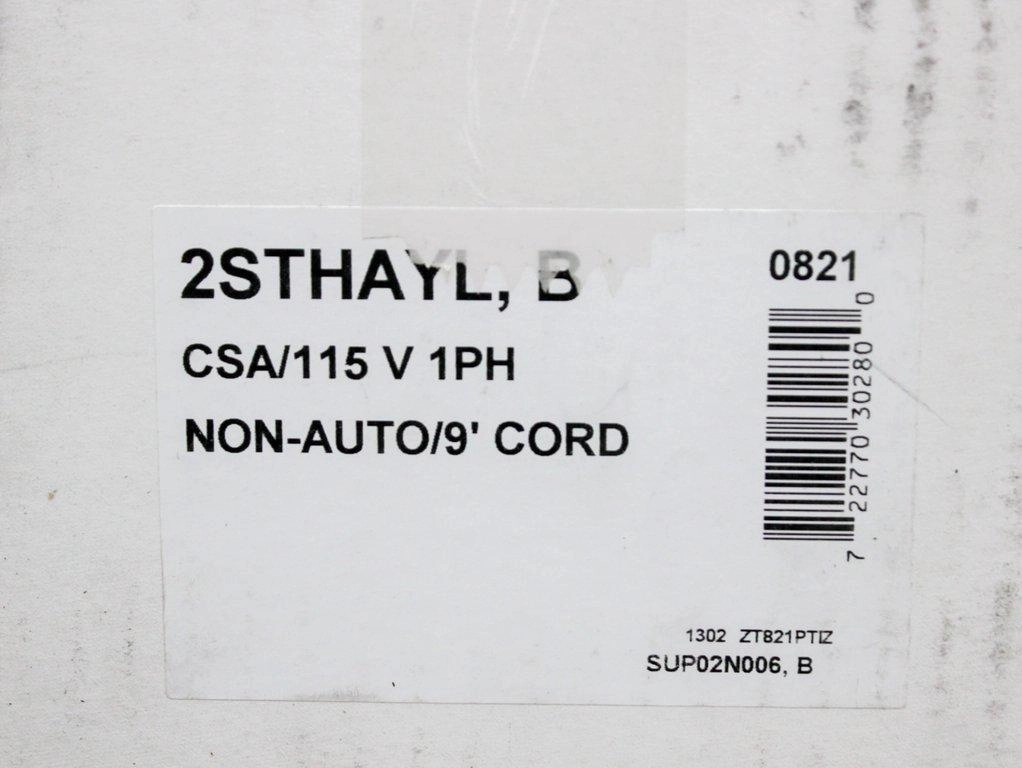 2STHAYL, B
CSA/115 V 1PH
NON-AUTO/9' CORD
0821
7 22770 30280 0
1302 ZT821PTIZ
SUP02N006, B